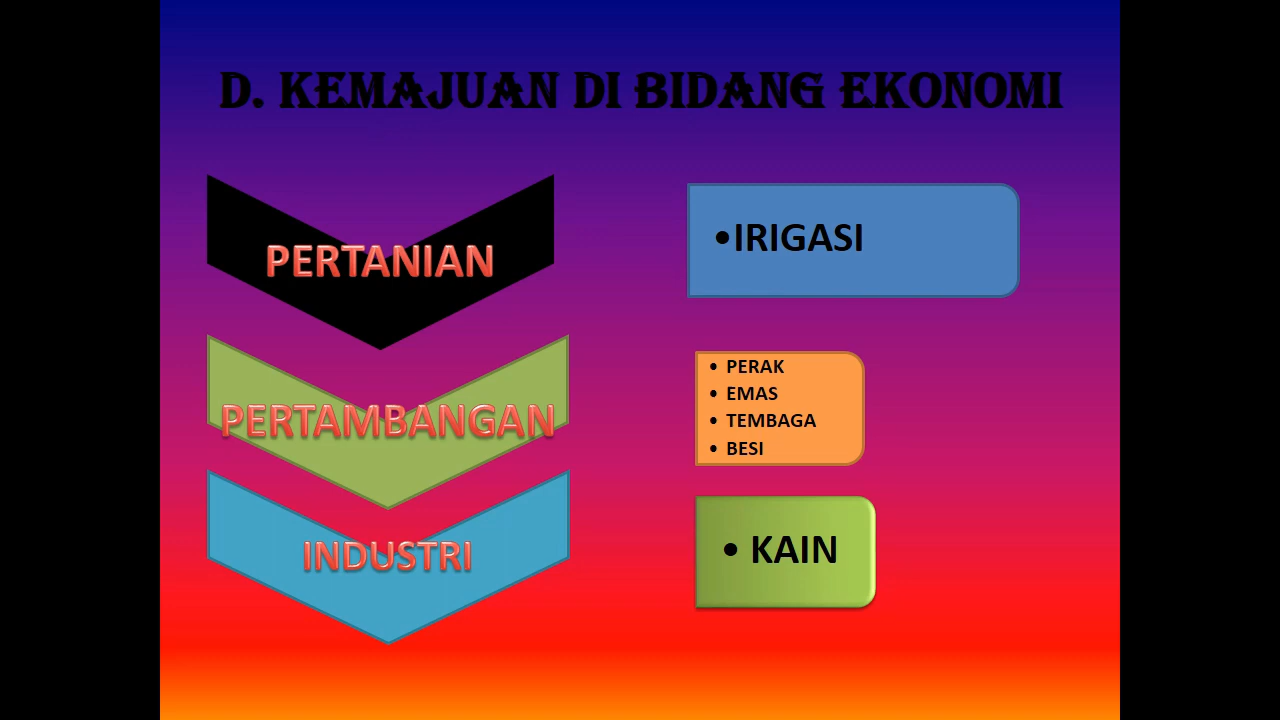 D. KEMAJUAN DI BIDANG EKONOMI
PERTANIAN
•IRIGASI
PERTAMBANGAN
• PERAK
• EMAS
• TEMBAGA
• BESI
INDUSTRI
• KAIN